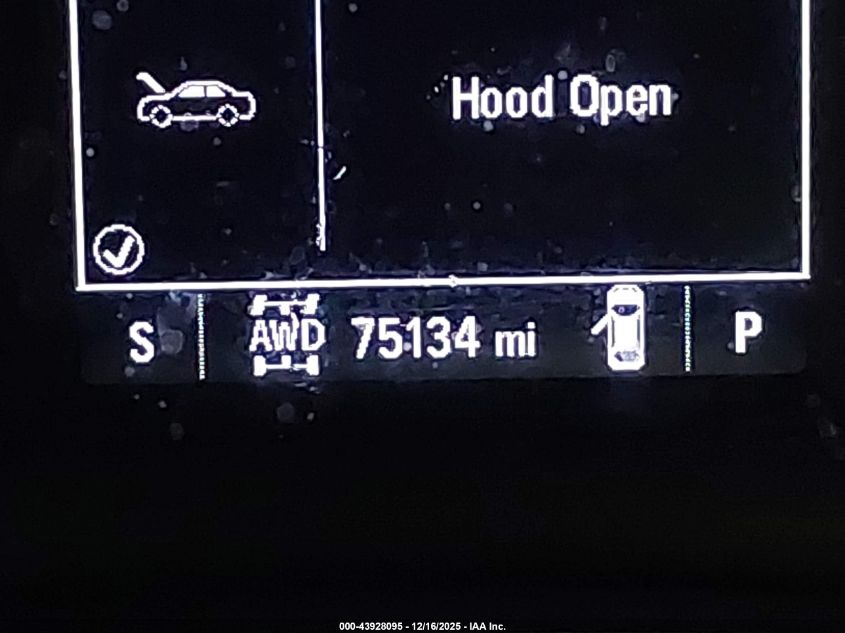 Hood Open
S AWD 75134 mi P
000-43928095 - 12/16/2025 - IAA Inc.